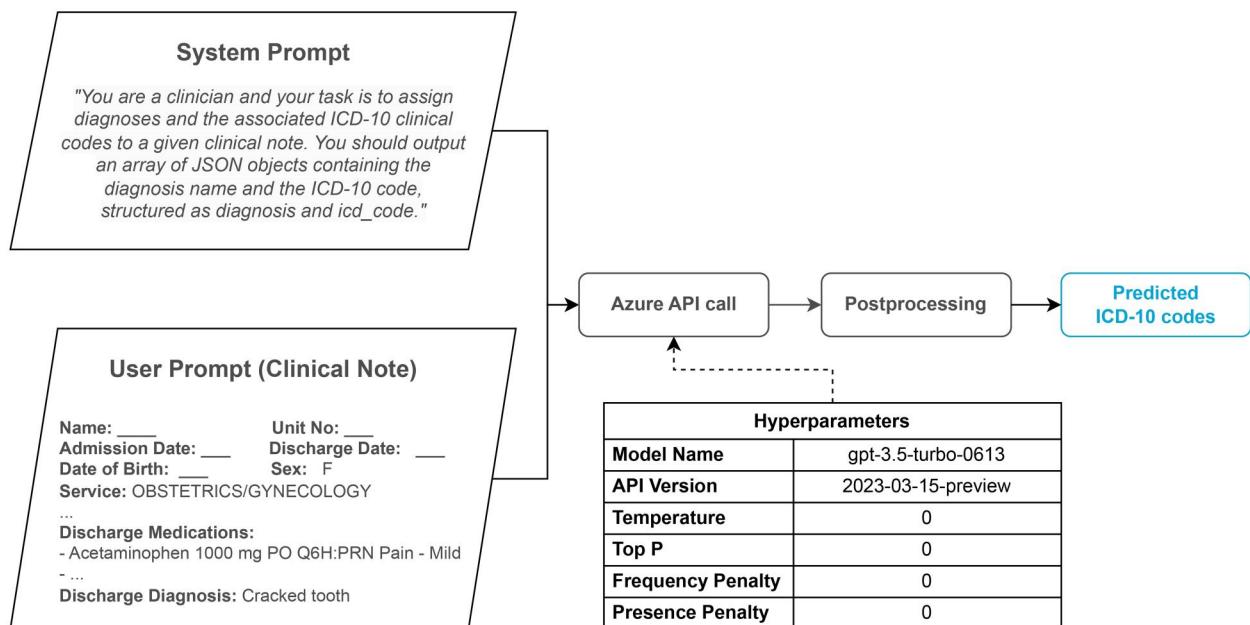 System Prompt
"You are a clinician and your task is to assign
diagnoses and the associated ICD-10 clinical
codes to a given clinical note. You should output
an array of JSON objects containing the
diagnosis name and the ICD-10 code,
structured as diagnosis and icd_code."
User Prompt (Clinical Note)
Name: ____ Unit No: ___
Admission Date: ___ Discharge Date: ___
Date of Birth: ___ Sex: F
Service: OBSTETRICS/GYNECOLOGY
...
Discharge Medications:
- Acetaminophen 1000 mg PO Q6H:PRN Pain - Mild
- ...
Discharge Diagnosis: Cracked tooth
Azure API call
Postprocessing
Predicted
ICD-10 codes
Hyperparameters
Model Name gpt-3.5-turbo-0613
API Version 2023-03-15-preview
Temperature 0
Top P 0
Frequency Penalty 0
Presence Penalty 0